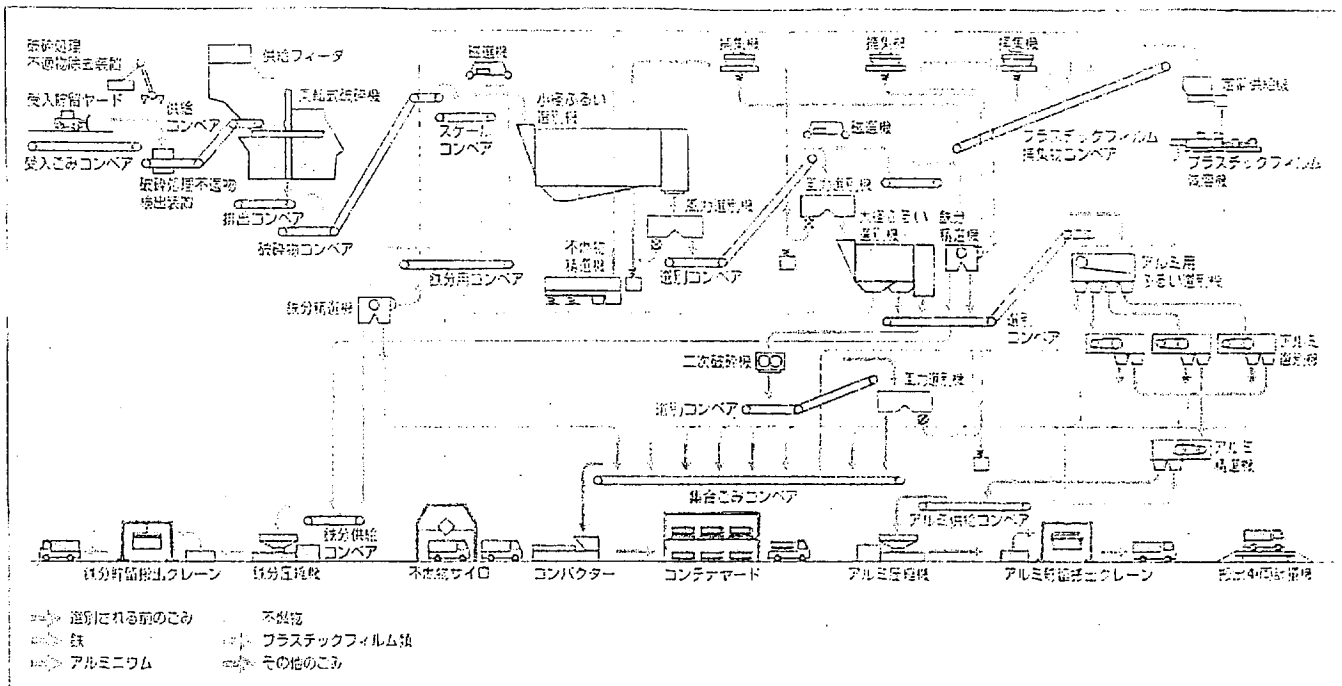 破砕処理
不適物除去装置
供給フィーダ
受入貯留ヤード
供給
コンベア
回転式破砕機
受入ごみコンベア
破砕処理不適物
検出装置
排出コンベア
破砕物コンベア
磁選機
スケール
コンベア
小径ふるい
選別機
捕集機
捕集機
捕集機
磁選機
風力選別機
風力選別機
プラスチックフィルム
捕集物コンベア
プラスチックフィルム
減容機
大径ふるい
選別機
鉄分
精選機
不燃物
精選機
選別コンベア
鉄分用コンベア
鉄分精選機
アルミ用
ふるい選別機
選別
コンベア
アルミ
選別機
二次破砕機
風力選別機
選別コンベア
アルミ
精選機
集合ごみコンベア
アルミ供給コンベア
鉄分供給
コンベア
鉄分貯留搬出クレーン
鉄分圧縮機
不燃物サイロ
コンパクター
コンテナヤード
アルミ圧縮機
アルミ貯留搬出クレーン
搬出車両計量機
選別される前のごみ
不燃物
鉄
プラスチックフィルム類
アルミニウム
その他のごみ